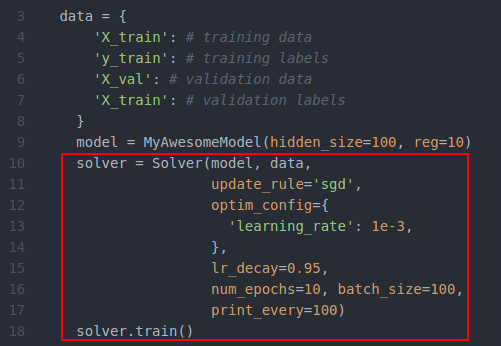 3 data = {
4 'X_train': # training data
5 'y_train': # training labels
6 'X_val': # validation data
7 'X_train': # validation labels
8 }
9 model = MyAwesomeModel(hidden_size=100, reg=10)
10 solver = Solver(model, data,
11 update_rule='sgd',
12 optim_config={
13 'learning_rate': 1e-3,
14 },
15 lr_decay=0.95,
16 num_epochs=10, batch_size=100,
17 print_every=100)
18 solver.train()